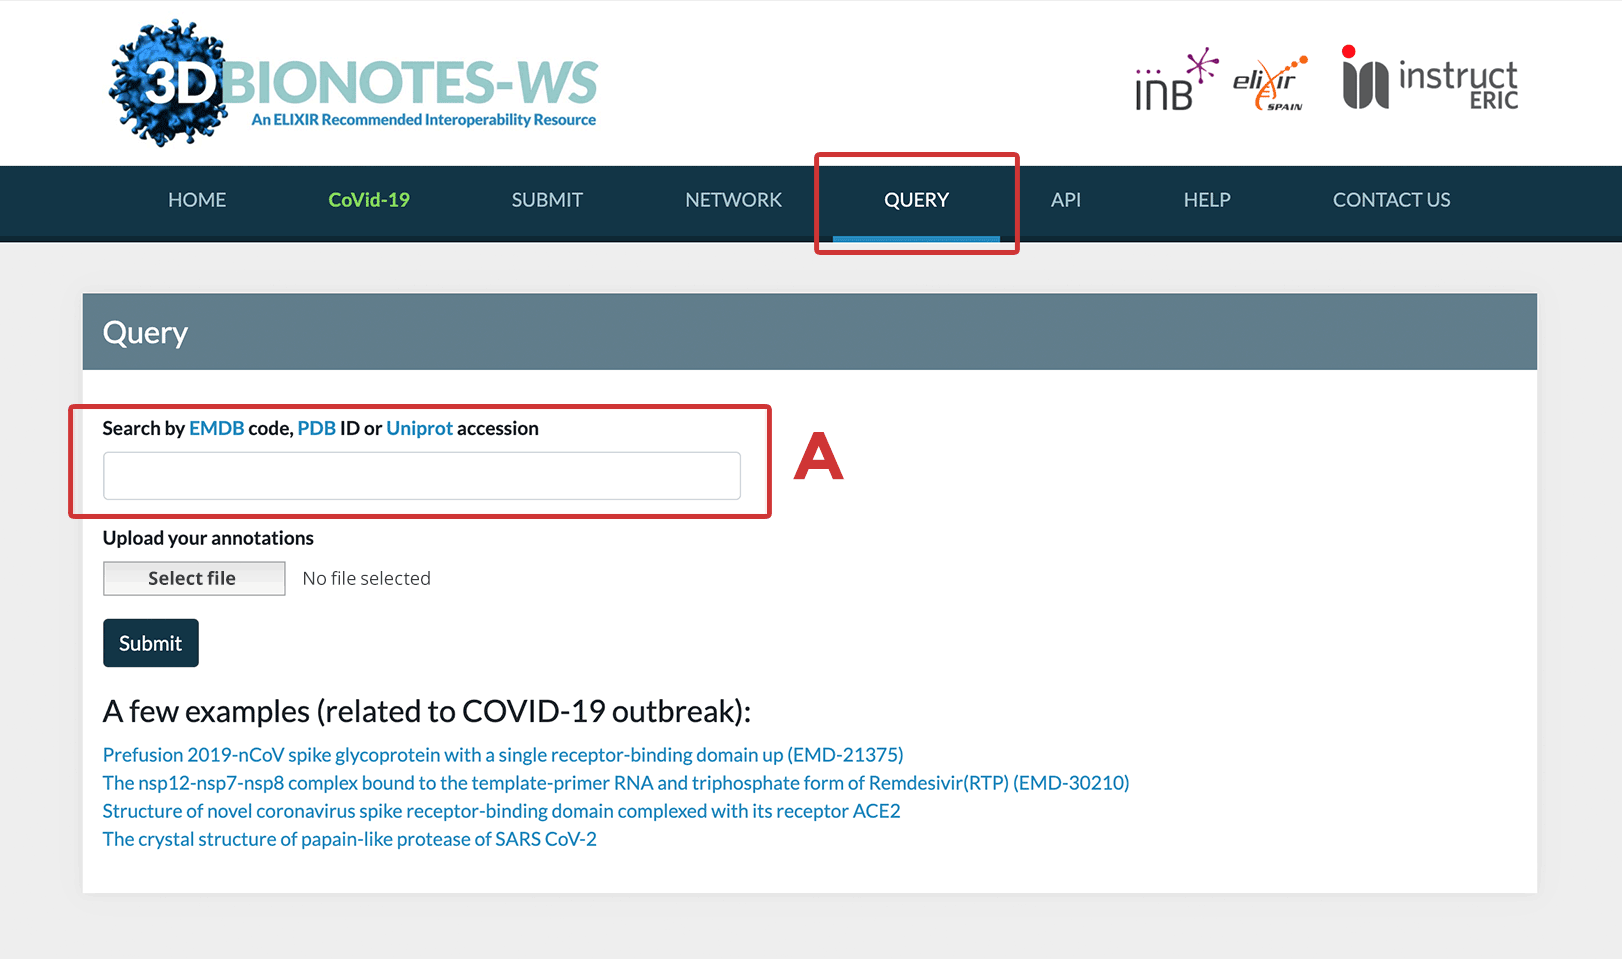 3DBIONOTES-WS
An ELIXIR Recommended Interoperability Resource
INB
elixir
SPAIN
instruct
ERIC
HOME CoVid-19 SUBMIT NETWORK QUERY API HELP CONTACT US
Query
Search by EMDB code, PDB ID or Uniprot accession
A
Upload your annotations
Select file No file selected
Submit
A few examples (related to COVID-19 outbreak):
Prefusion 2019-nCoV spike glycoprotein with a single receptor-binding domain up (EMD-21375)
The nsp12-nsp7-nsp8 complex bound to the template-primer RNA and triphosphate form of Remdesivir(RTP) (EMD-30210)
Structure of novel coronavirus spike receptor-binding domain complexed with its receptor ACE2
The crystal structure of papain-like protease of SARS CoV-2